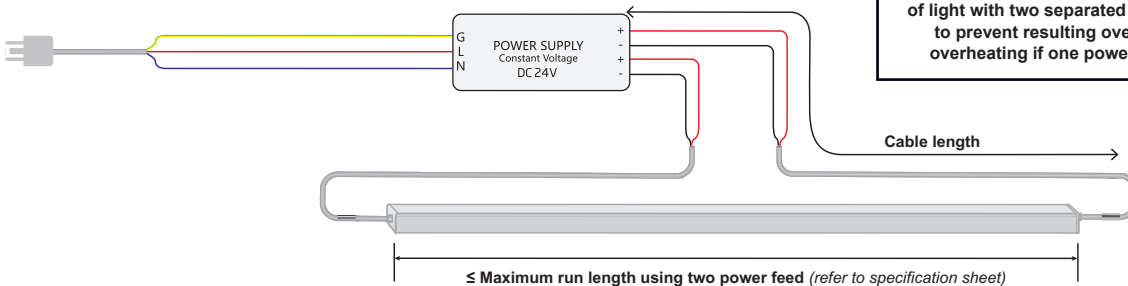 of light with two separated
to prevent resulting ove
overheating if one powe
G
L
N
POWER SUPPLY
Constant Voltage
DC 24V
+
-
+
-
Cable length
≤ Maximum run length using two power feed (refer to specification sheet)